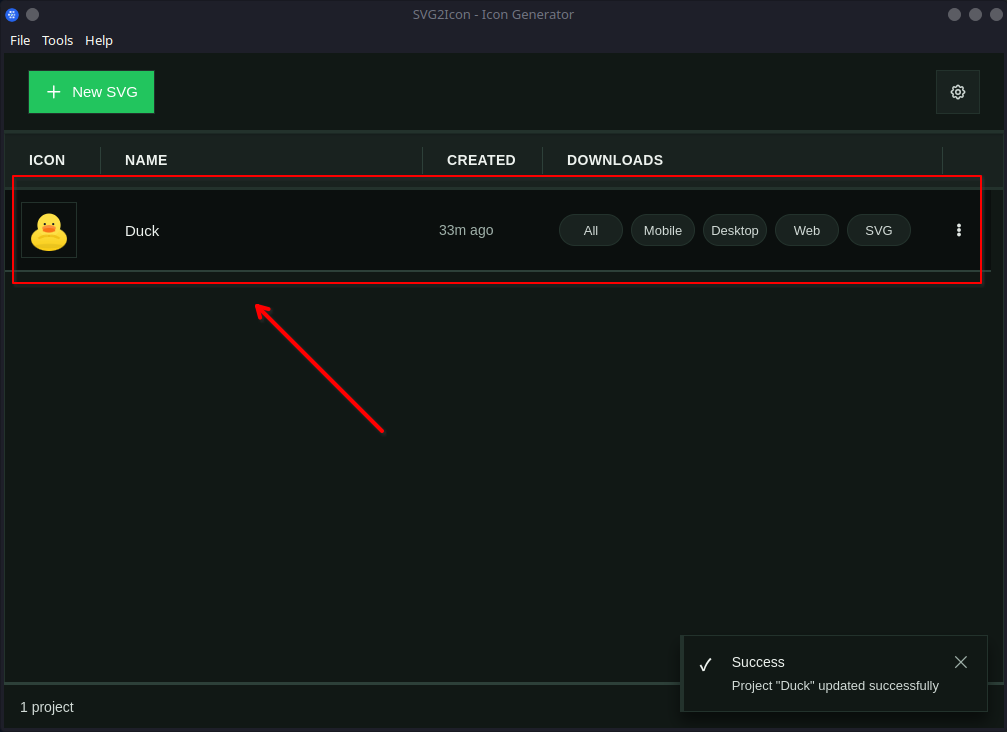 SVG2Icon - Icon Generator
File Tools Help
New SVG
ICON NAME CREATED DOWNLOADS
Duck 33m ago All Mobile Desktop Web SVG
Success
Project "Duck" updated successfully
1 project